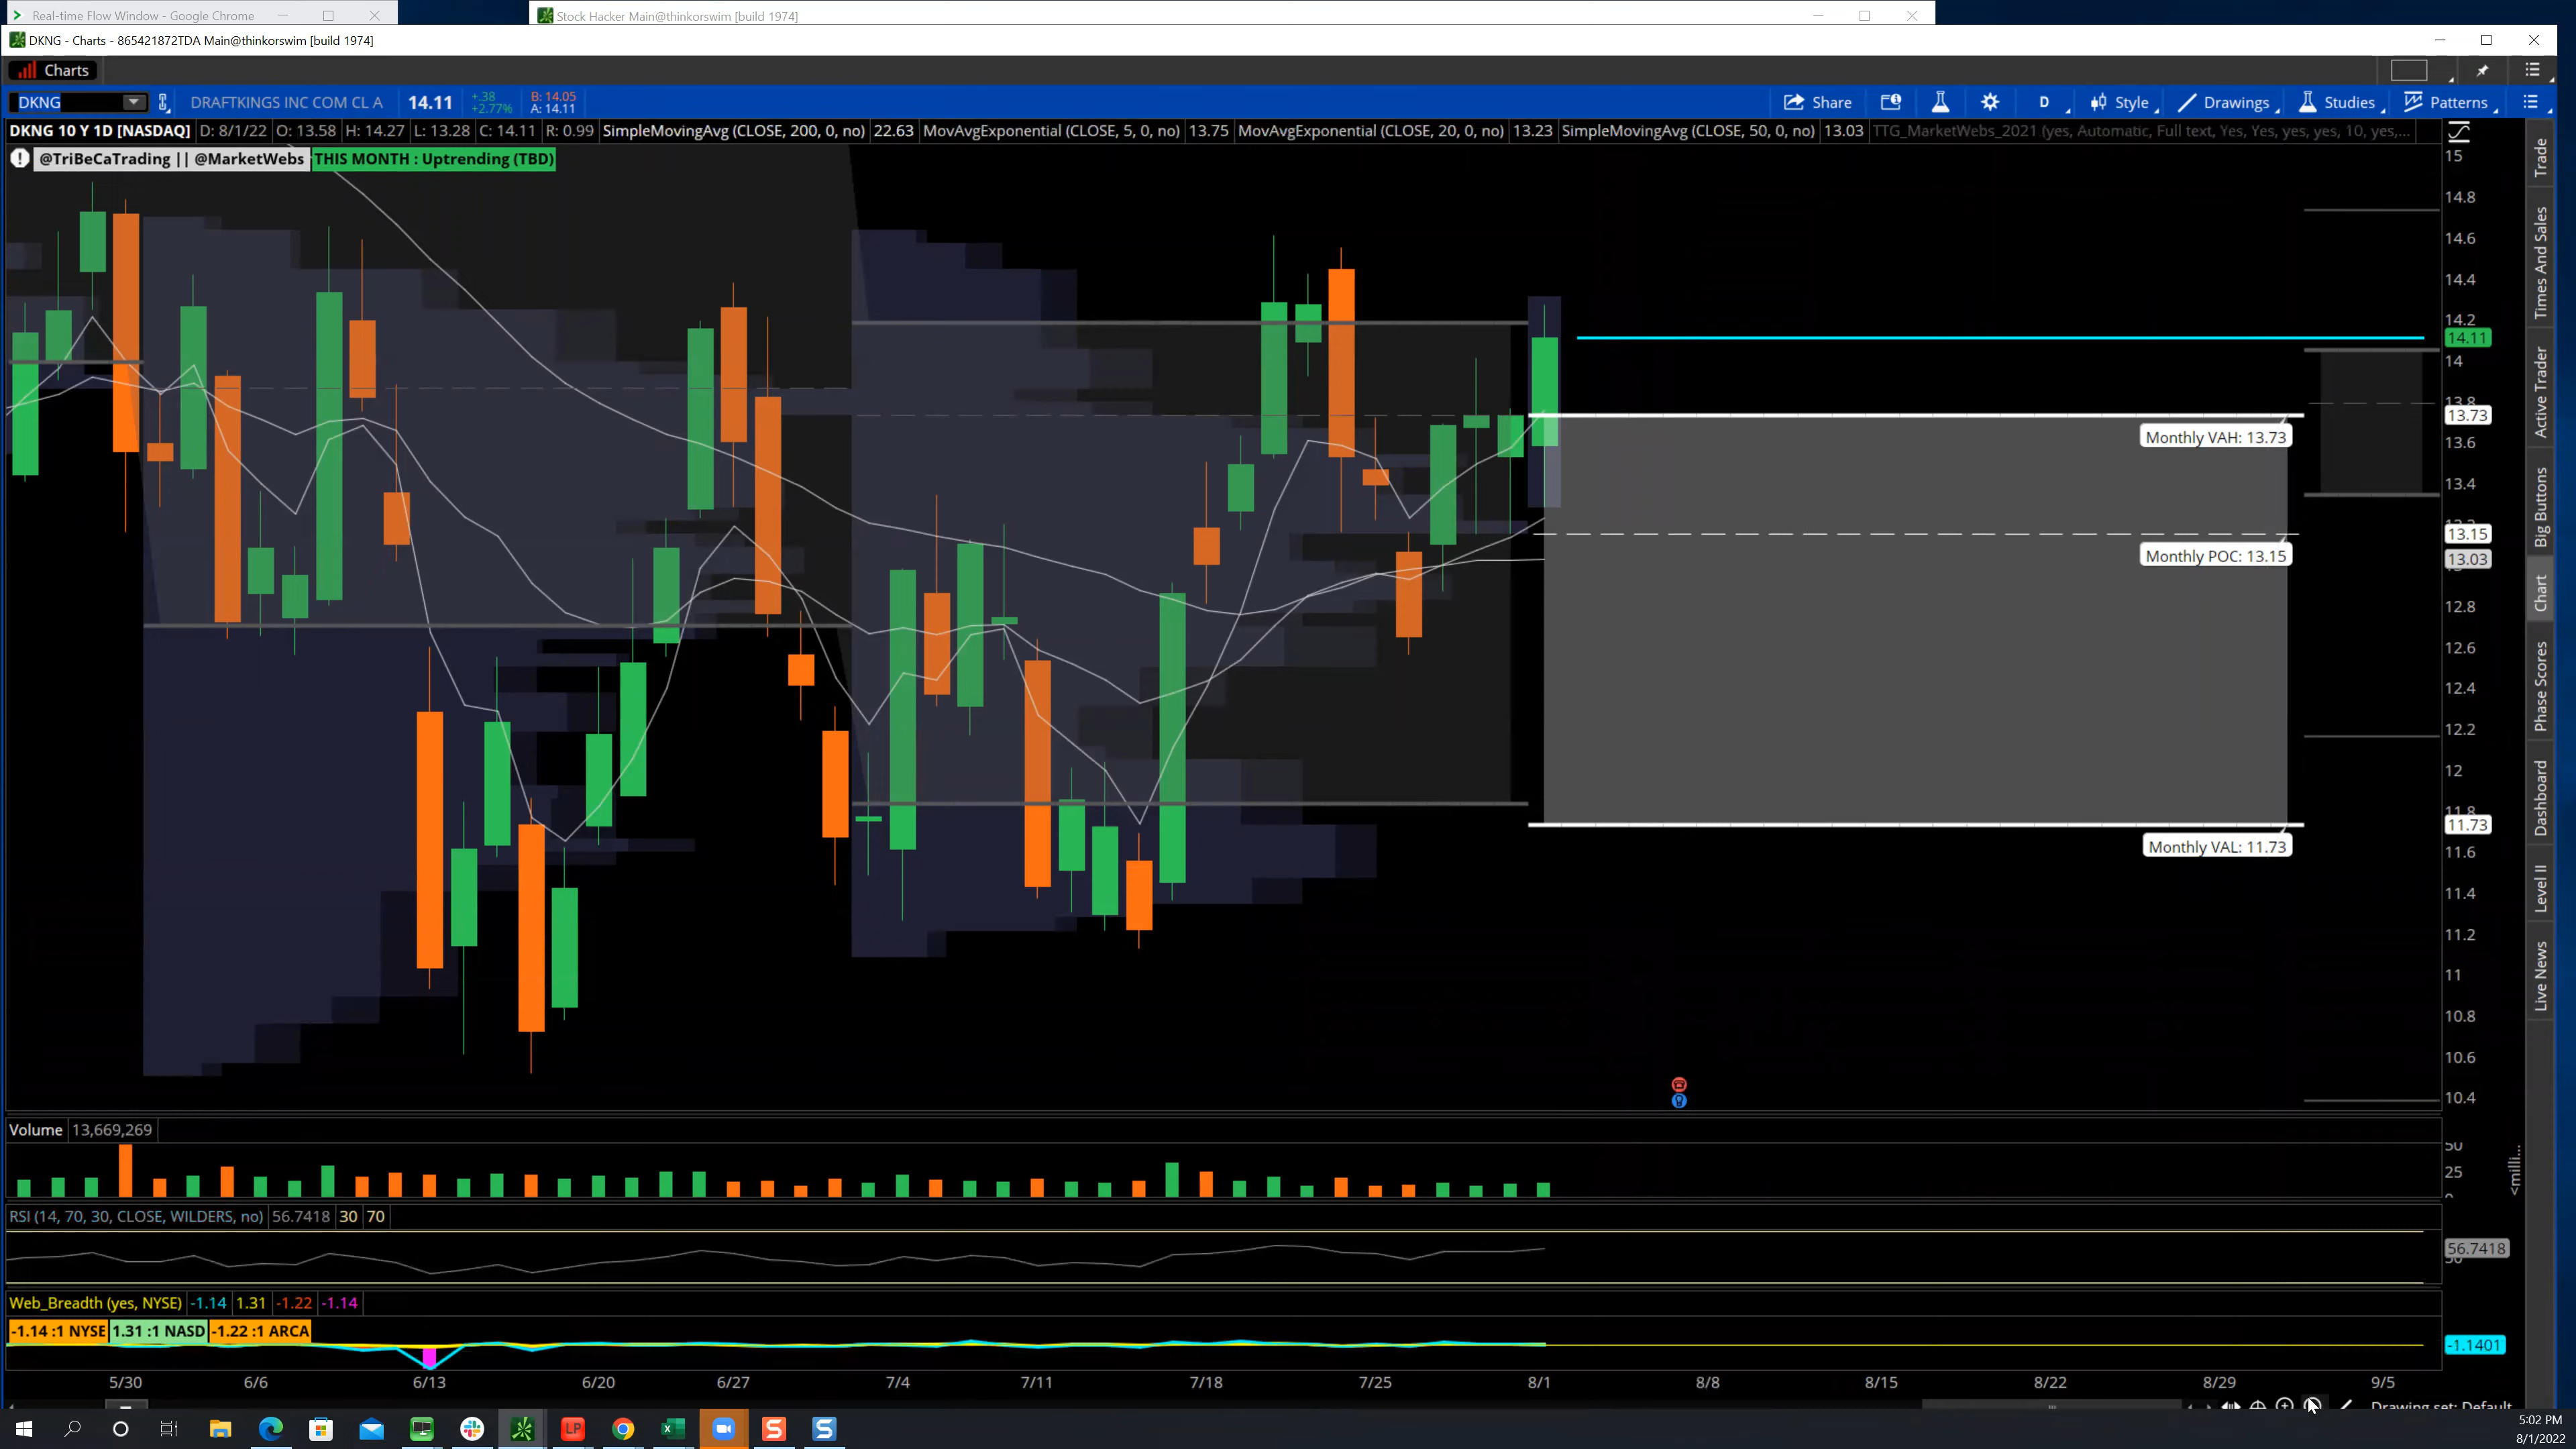 Real-time Flow Window - Google Chrome
Stock Hacker Main@thinkorswim [build 1974]
DKNG - Charts - 865421872TDA Main@thinkorswim [build 1974]
Charts
DKNG DRAFTKINGS INC COM CL A 14.11 +.38 +2.77% B: 14.05 A: 14.11 Share D Style Drawings Studies Patterns
DKNG 10 Y 1D [NASDAQ] D: 8/1/22 O: 13.58 H: 14.27 L: 13.28 C: 14.11 R: 0.99 SimpleMovingAvg (CLOSE, 200, 0, no) 22.63 MovAvgExponential (CLOSE, 5, 0, no) 13.75 MovAvgExponential (CLOSE, 20, 0, no) 13.23 SimpleMovingAvg (CLOSE, 50, 0, no) 13.03 TTG_MarketWebs_2021 (yes, Automatic, Full text, Yes, Yes, yes, yes, 10, yes,...
@TriBeCaTrading || @MarketWebs THIS MONTH : Uptrending (TBD)
15
14.8
14.6
14.4
14.2
14.11
14
13.8
13.73
Monthly VAH: 13.73
13.6
13.4
13.15
Monthly POC: 13.15
13.03
12.8
12.6
12.4
12.2
12
11.8
11.73
Monthly VAL: 11.73
11.6
11.4
11.2
11
10.8
10.6
10.4
Trade
Times And Sales
Active Trader
Big Buttons
Chart
Phase Scores
Dashboard
Level II
Live News
Volume 13,669,269
50
25
<milli...
RSI (14, 70, 30, CLOSE, WILDERS, no) 56.7418 30 70
56.7418
50
Web_Breadth (yes, NYSE) -1.14 1.31 -1.22 -1.14
-1.14 :1 NYSE 1.31 :1 NASD -1.22 :1 ARCA
-1.1401
5/30 6/6 6/13 6/20 6/27 7/4 7/11 7/18 7/25 8/1 8/8 8/15 8/22 8/29 9/5
Drawing set: Default
5:02 PM
8/1/2022